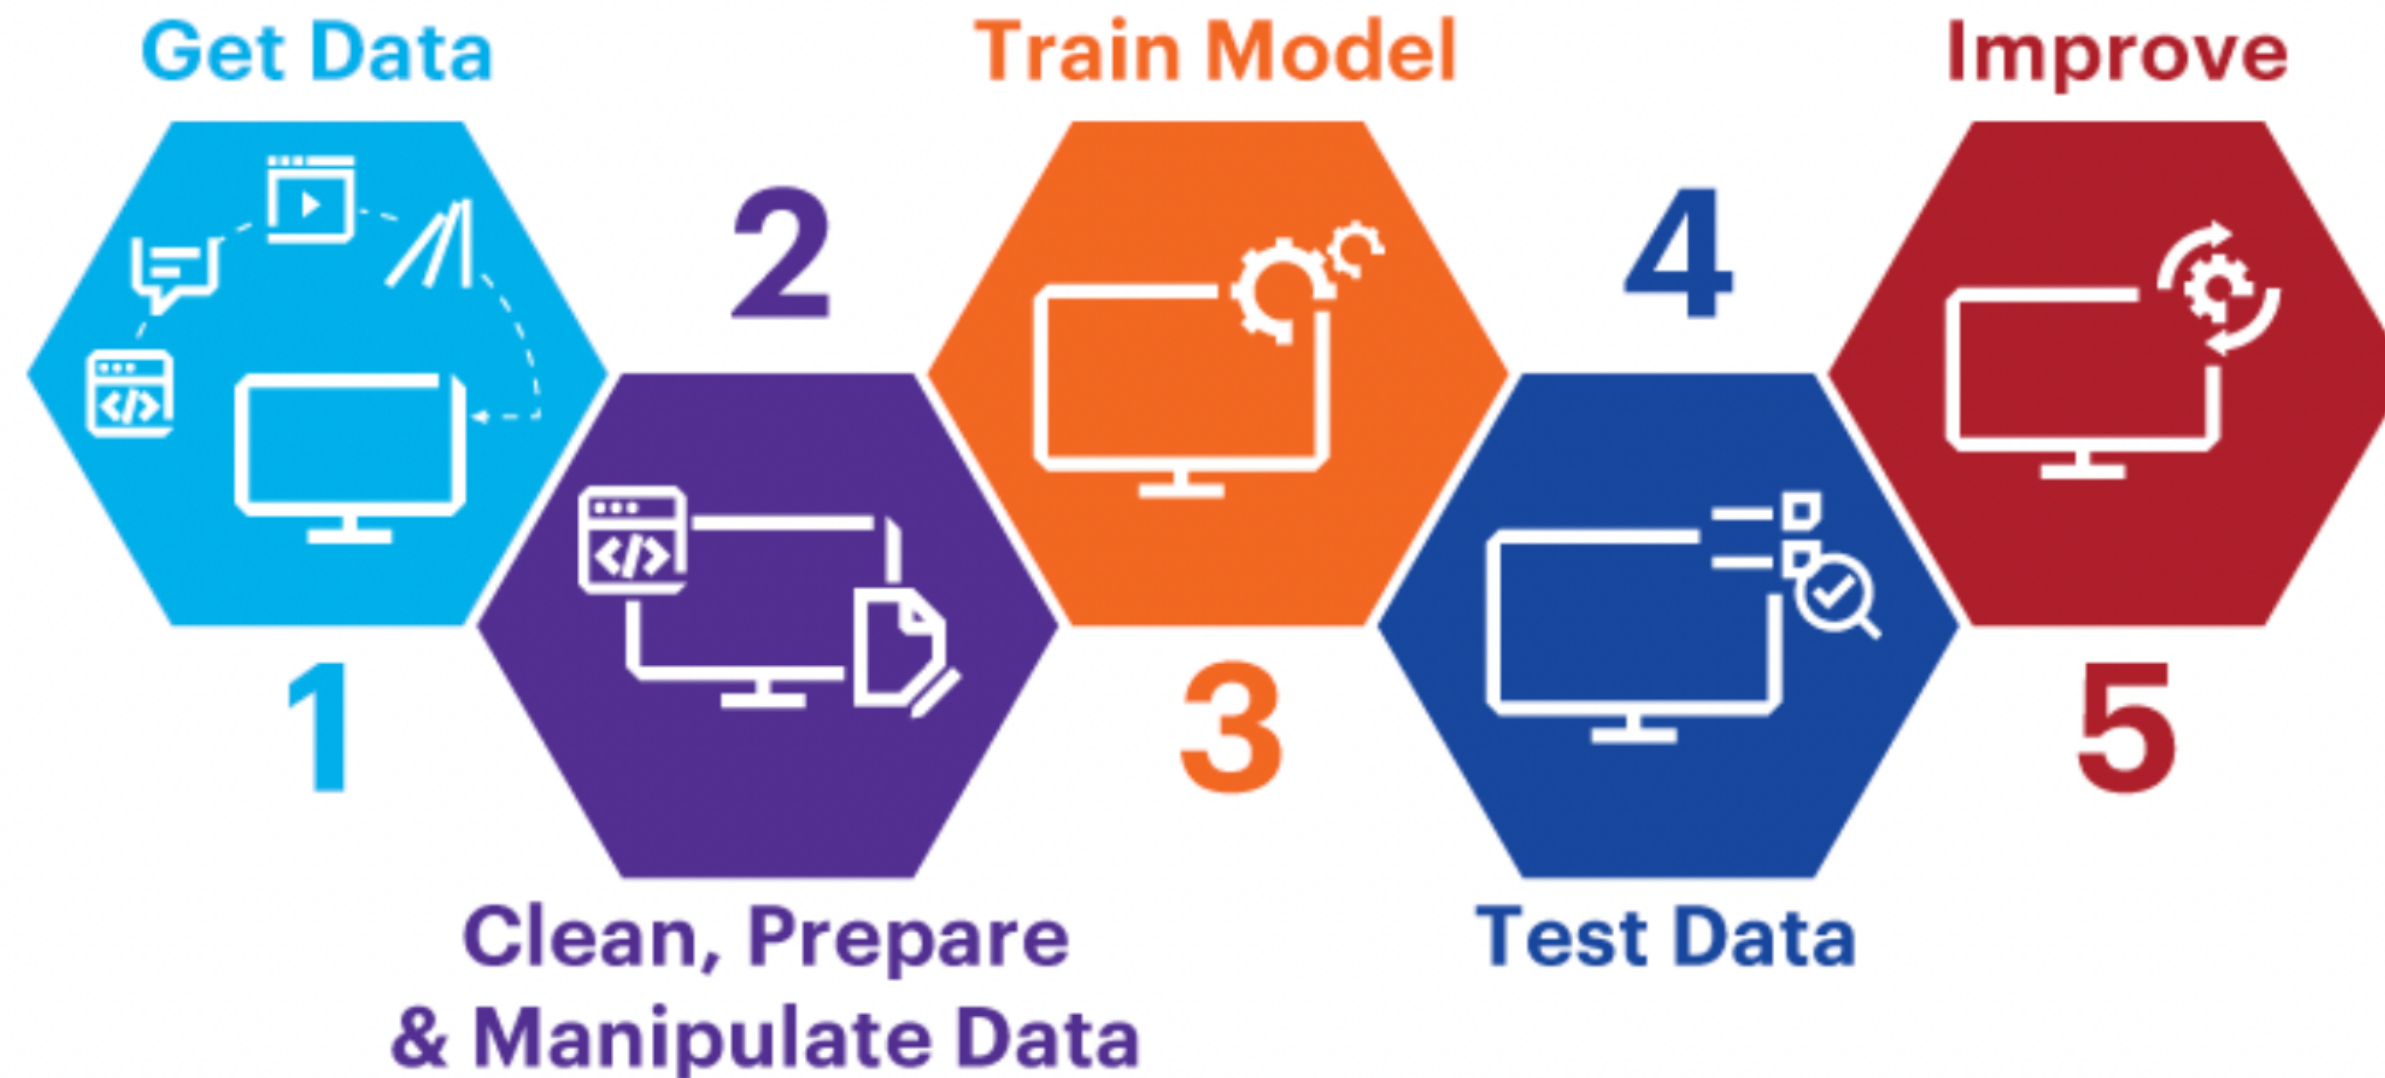 Get Data
1
2
Clean, Prepare
& Manipulate Data
Train Model
3
4
Test Data
Improve
5